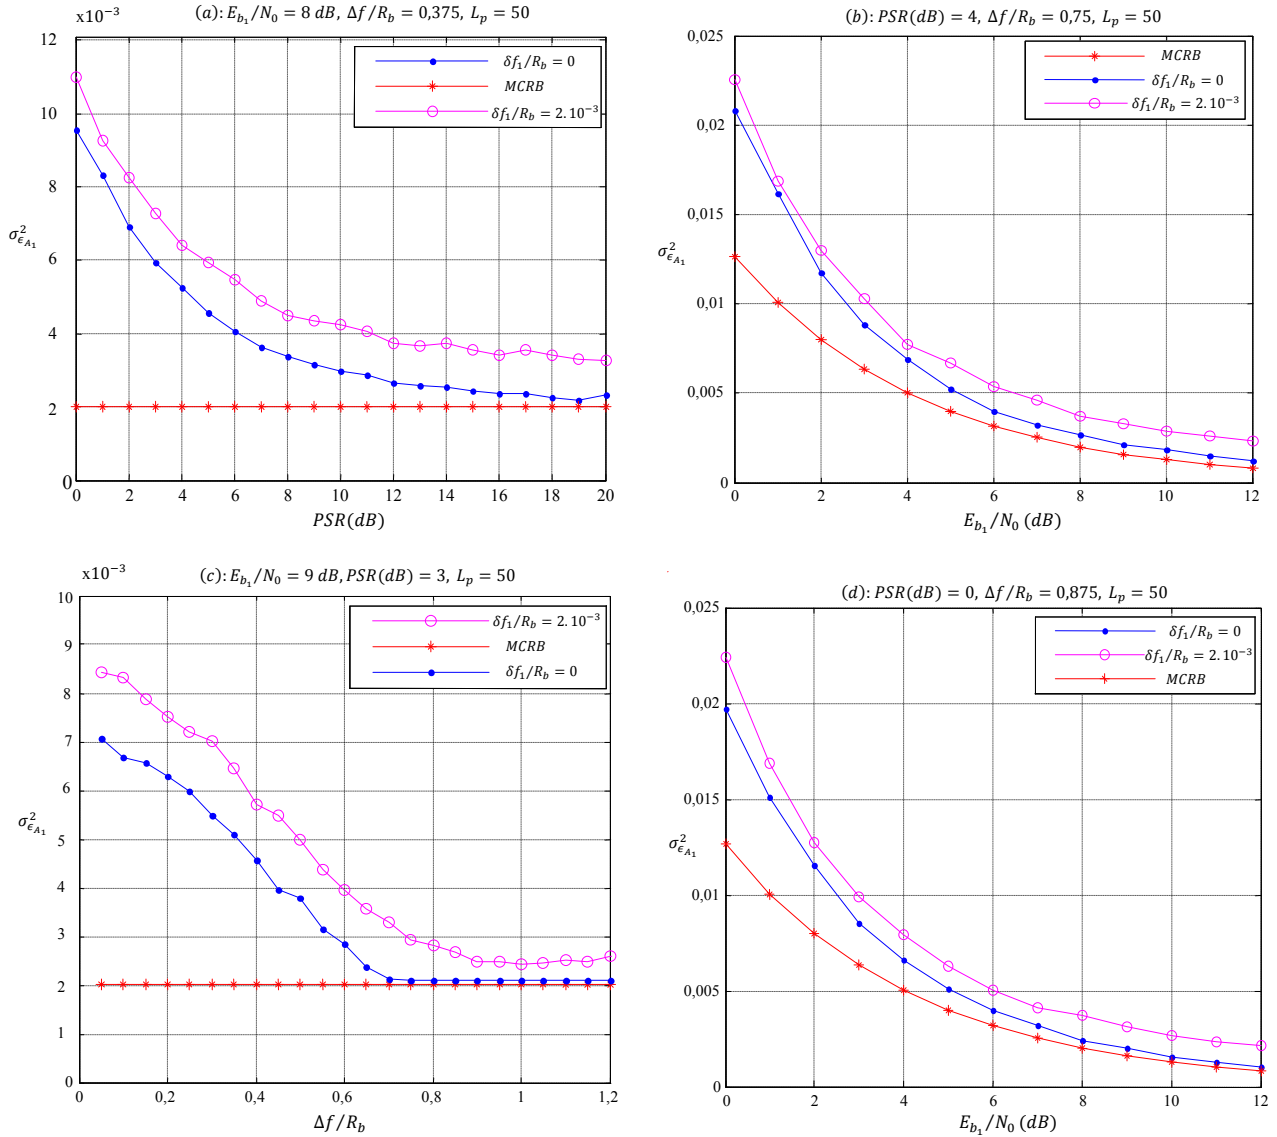 (a): E_{b_1}/N_0 = 8 dB, Δf/R_b = 0,375, L_p = 50
x10^{−3}
12
10
8
6
4
2
0
σ²_{ϵ_{A_1}}
δf_1/R_b = 0
MCRB
δf_1/R_b = 2.10^{−3}
0 2 4 6 8 10 12 14 16 18 20
PSR(dB)
(b): PSR(dB) = 4, Δf/R_b = 0,75, L_p = 50
0,025
0,02
0,015
0,01
0,005
0
σ²_{ϵ_{A_1}}
MCRB
δf_1/R_b = 0
δf_1/R_b = 2.10^{−3}
0 2 4 6 8 10 12
E_{b_1}/N_0 (dB)
(c): E_{b_1}/N_0 = 9 dB, PSR(dB) = 3, L_p = 50
x10^{−3}
10
9
8
7
6
5
4
3
2
1
0
σ²_{ϵ_{A_1}}
δf_1/R_b = 2.10^{−3}
MCRB
δf_1/R_b = 0
0 0,2 0,4 0,6 0,8 1 1,2
Δf/R_b
(d): PSR(dB) = 0, Δf/R_b = 0,875, L_p = 50
0,025
0,02
0,015
0,01
0,005
0
σ²_{ϵ_{A_1}}
δf_1/R_b = 0
δf_1/R_b = 2.10^{−3}
MCRB
0 2 4 6 8 10 12
E_{b_1}/N_0 (dB)